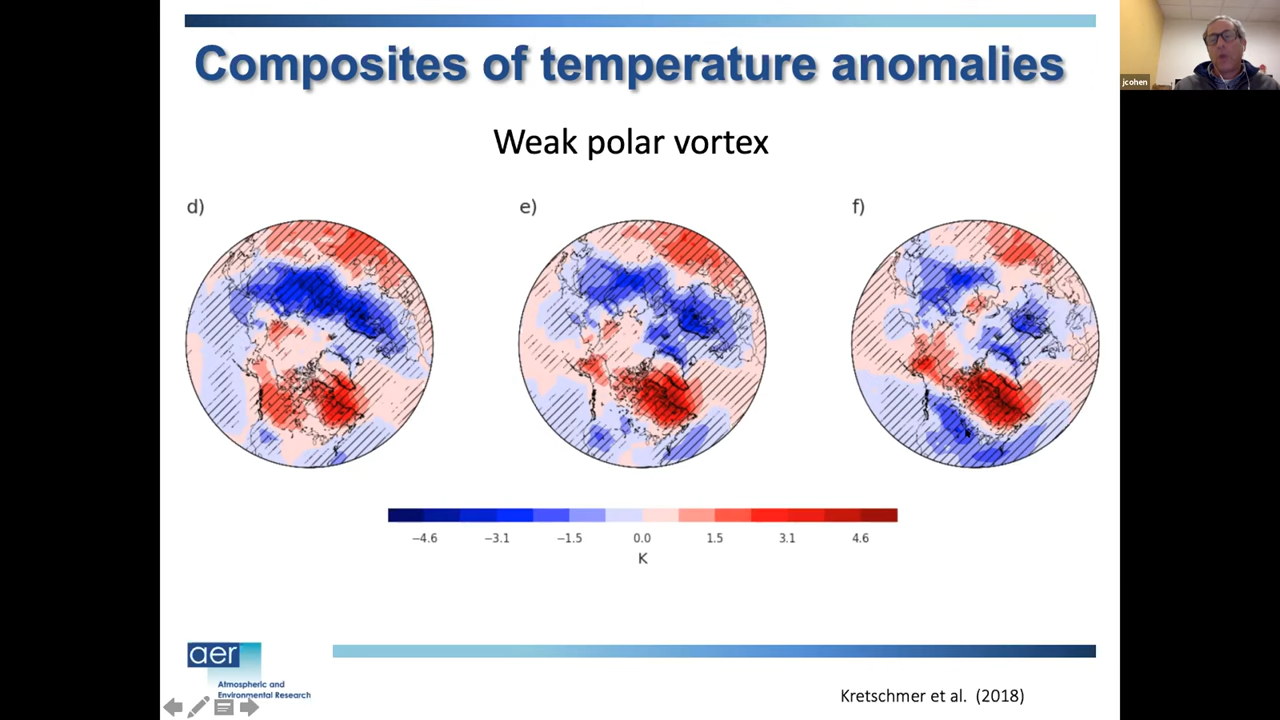 Composites of temperature anomalies
jcohen
Weak polar vortex
d)
e)
f)
−4.6 −3.1 −1.5 0.0 1.5 3.1 4.6
K
aer
Atmospheric and
Environmental Research
Kretschmer et al. (2018)